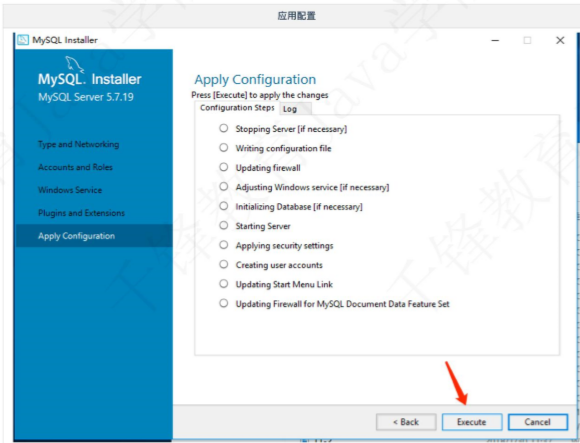 应用配置
MySQL Installer
MySQL. Installer
MySQL Server 5.7.19
Type and Networking
Accounts and Roles
Windows Service
Plugins and Extensions
Apply Configuration
Apply Configuration
Press [Execute] to apply the changes
Configuration Steps Log
Stopping Server [if necessary]
Writing configuration file
Updating firewall
Adjusting Windows service [if necessary]
Initializing Database [if necessary]
Starting Server
Applying security settings
Creating user accounts
Updating Start Menu Link
Updating Firewall for MySQL Document Data Feature Set
< Back Execute Cancel